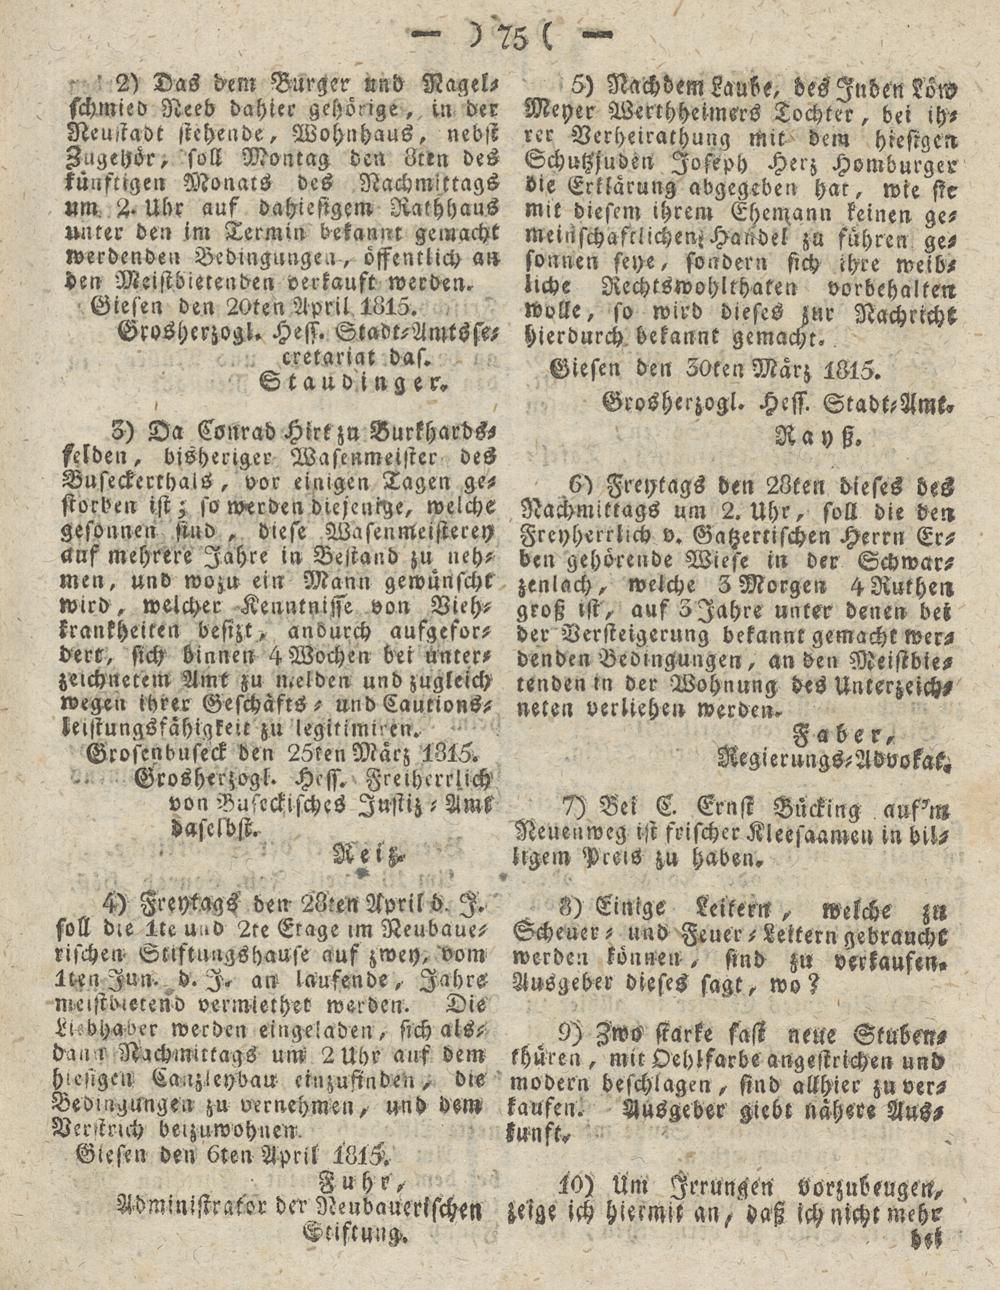 — ) 75 ( —
2) Das dem Burger und Nagel-
schmied Reeb dahier gehörige, in der
Neustadt stehende, Wohnhaus, nebst
Zugehör, soll Montag den 8ten des
künftigen Monats des Nachmittags
um 2. Uhr auf dahiesigem Rathhaus
unter den im Termin bekannt gemacht
werdenden Bedingungen, öffentlich an
den Meistbietenden verkauft werden.
Giesen den 20ten April 1815.
Grosherzogl. Hess. Stadt-Amtsse-
cretariat das.
Staudinger.
3) Da Conrad Hirt zu Burkhards-
felden, bisheriger Wasenmeister des
Buseckerthals, vor einigen Tagen ge-
storben ist; so werden diejenige, welche
gesonnen sind, diese Wasenmeisterey
auf mehrere Jahre in Bestand zu neh-
men, und wozu ein Mann gewünscht
wird, welcher Kenntnisse von Vieh-
krankheiten besizt, andurch aufgefor-
dert, sich binnen 4 Wochen bei unter-
zeichnetem Amt zu melden und zugleich
wegen ihrer Geschäfts- und Cautions-
leistungsfähigkeit zu legitimiren.
Grosenbuseck den 25ten März 1815.
Grosherzogl. Hess. Freiherrlich
von Buseckisches Justiz-Amt
daselbst.
Reiz.
4) Freytags den 28ten April d. J.
soll die 1te und 2te Etage im Neubaue-
rischen Stiftungshause auf zwey, vom
1ten Jun. d. J. an laufende, Jahre
meistbietend vermiethet werden. Die
Liebhaber werden eingeladen, sich als-
dann Nachmittags um 2 Uhr auf dem
hiesigen Canzleybau einzufinden, die
Bedingungen zu vernehmen, und dem
Verstrich beizuwohnen.
Giesen den 6ten April 1815.
Fuhr,
Administrator der Neubauerischen
Stiftung.
5) Nachdem Laube, des Juden Löw
Meyer Werthheimers Tochter, bei ih-
rer Verheirathung mit dem hiesigen
Schutzjuden Joseph Herz Homburger
die Erklärung abgegeben hat, wie sie
mit diesem ihrem Ehemann keinen ge-
meinschaftlichen Handel zu führen ge-
sonnen seye, sondern sich ihre weib-
liche Rechtswohlthaten vorbehalten
wolle, so wird dieses zur Nachricht
hierdurch bekannt gemacht.
Giesen den 30ten März 1815.
Grosherzogl. Hess. Stadt-Amt.
Rayß.
6) Freytags den 28ten dieses des
Nachmittags um 2. Uhr, soll die den
Freyherrlich v. Gatzertischen Herrn Er-
ben gehörende Wiese in der Schwar-
zenlach, welche 3 Morgen 4 Ruthen
groß ist, auf 3 Jahre unter denen bei
der Versteigerung bekannt gemacht wer-
denden Bedingungen, an den Meistbie-
tenden in der Wohnung des Unterzeich-
neten verliehen werden.
Faber,
Regierungs-Advokat.
7) Bei C. Ernst Bücking auf'm
Neuenweg ist frischer Kleesaamen in bil-
ligem Preis zu haben.
8) Einige Leitern, welche zu
Scheuer- und Feuer-Leitern gebraucht
werden können, sind zu verkaufen.
Ausgeber dieses sagt, wo?
9) Zwo starke fast neue Stuben-
thüren, mit Oehlfarbe angestrichen und
modern beschlagen, sind allhier zu ver-
kaufen. Ausgeber giebt nähere Aus-
kunft.
10) Um Irrungen vorzubeugen,
zeige ich hiermit an, daß ich nicht mehr
bei